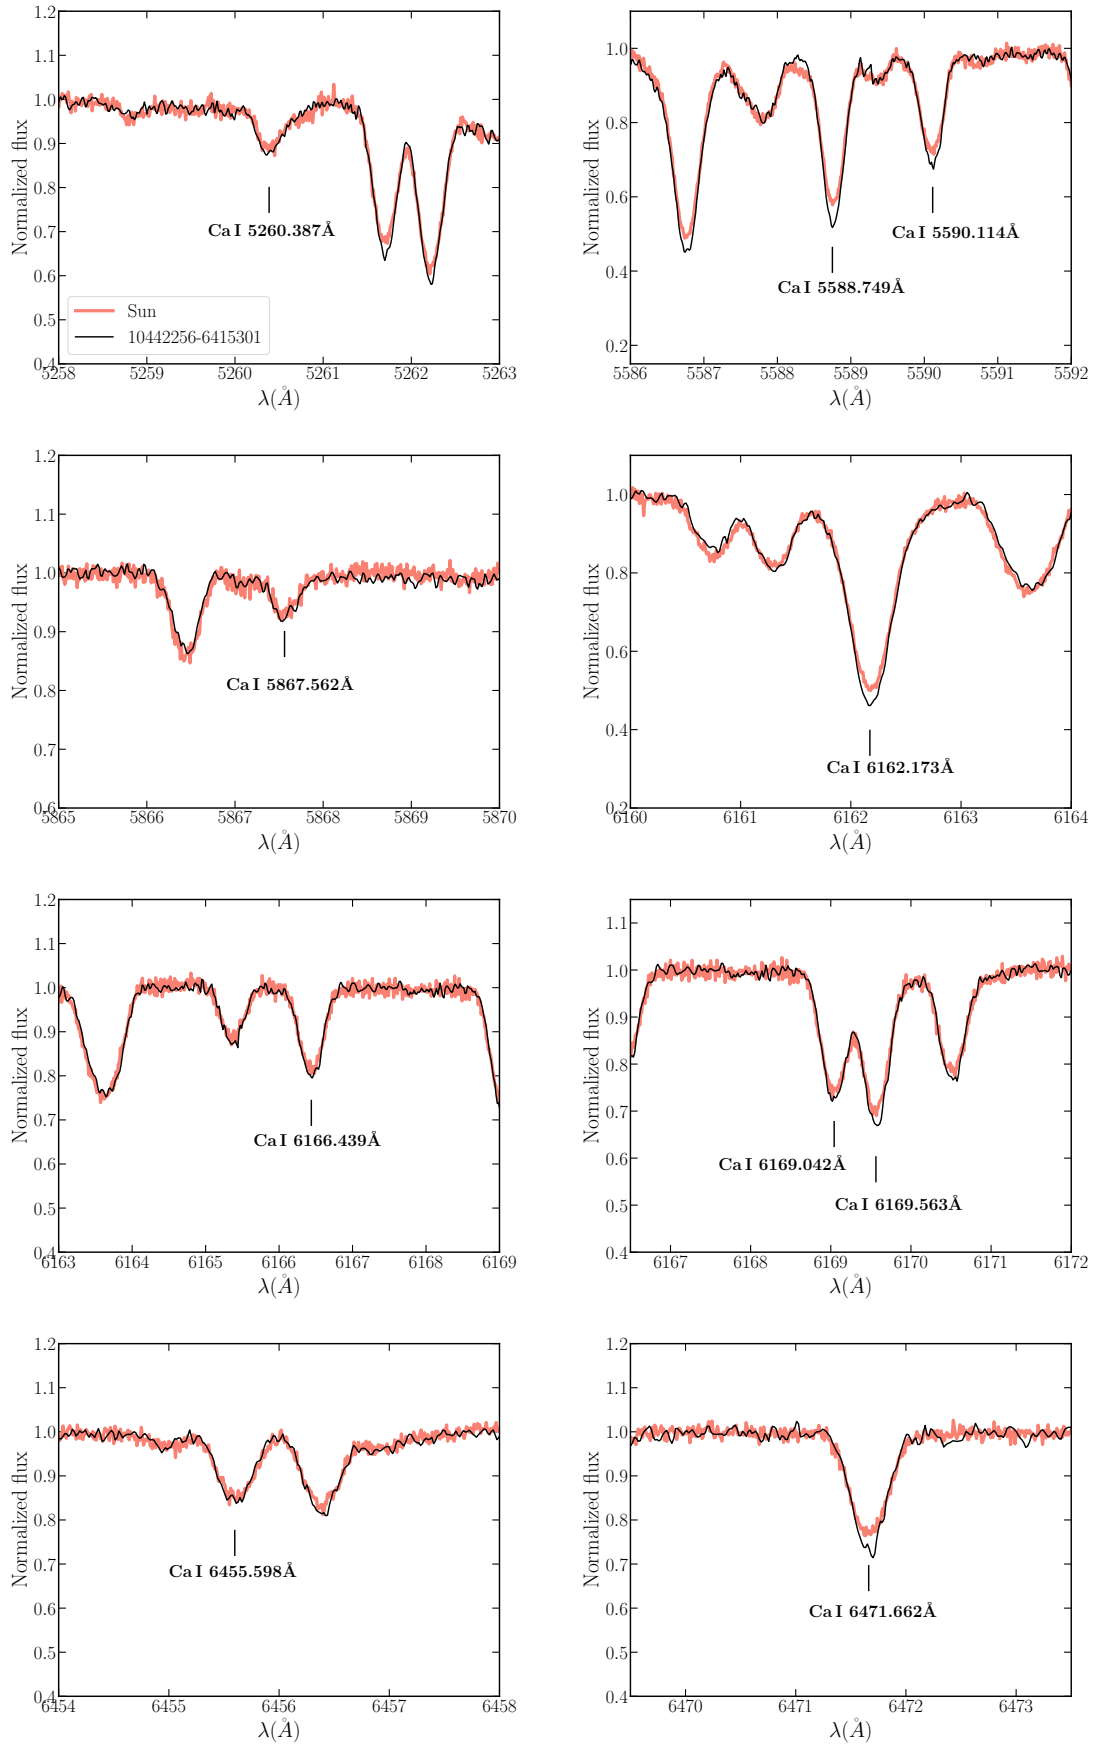 1.2
1.1
1.0
0.9
0.8
0.7
0.6
0.5
0.4
Normalized flux
Ca I 5260.387Å
Sun
10442256-6415301
5258 5259 5260 5261 5262 5263
λ(Å)
1.0
0.8
0.6
0.4
0.2
Normalized flux
Ca I 5590.114Å
Ca I 5588.749Å
5586 5587 5588 5589 5590 5591 5592
λ(Å)
1.2
1.1
1.0
0.9
0.8
0.7
0.6
Normalized flux
Ca I 5867.562Å
5865 5866 5867 5868 5869 5870
λ(Å)
1.0
0.8
0.6
0.4
0.2
Normalized flux
Ca I 6162.173Å
6160 6161 6162 6163 6164
λ(Å)
1.2
1.1
1.0
0.9
0.8
0.7
0.6
0.5
0.4
Normalized flux
Ca I 6166.439Å
6163 6164 6165 6166 6167 6168 6169
λ(Å)
1.1
1.0
0.9
0.8
0.7
0.6
0.5
0.4
Normalized flux
Ca I 6169.042Å
Ca I 6169.563Å
6167 6168 6169 6170 6171 6172
λ(Å)
1.2
1.1
1.0
0.9
0.8
0.7
0.6
0.5
0.4
Normalized flux
Ca I 6455.598Å
6454 6455 6456 6457 6458
λ(Å)
1.2
1.1
1.0
0.9
0.8
0.7
0.6
0.5
0.4
Normalized flux
Ca I 6471.662Å
6470 6471 6472 6473
λ(Å)